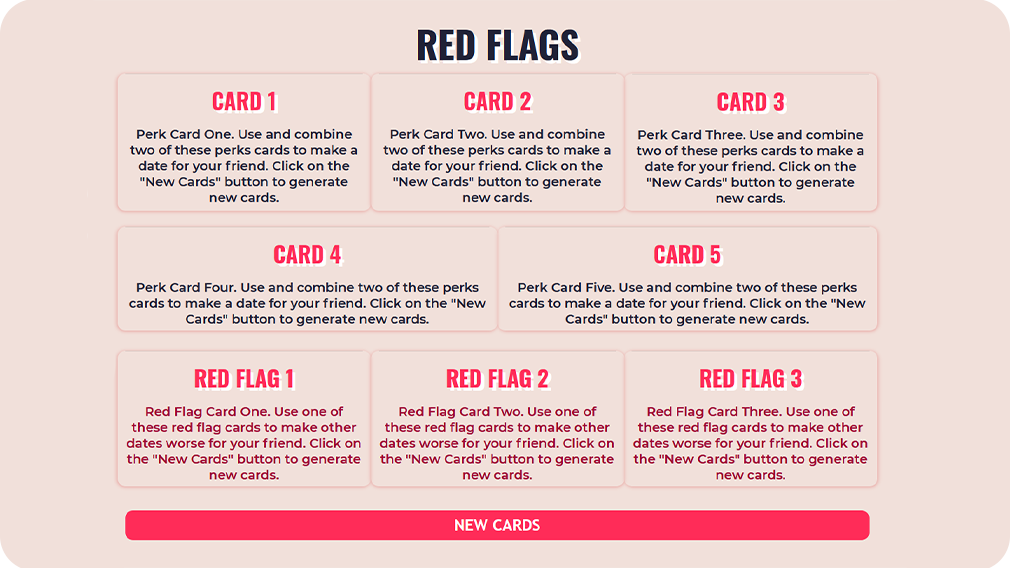 RED FLAGS
CARD 1
Perk Card One. Use and combine
two of these perks cards to make a
date for your friend. Click on the
"New Cards" button to generate
new cards.
CARD 2
Perk Card Two. Use and combine
two of these perks cards to make a
date for your friend. Click on the
"New Cards" button to generate
new cards.
CARD 3
Perk Card Three. Use and combine
two of these perks cards to make a
date for your friend. Click on the
"New Cards" button to generate
new cards.
CARD 4
Perk Card Four. Use and combine two of these perks
cards to make a date for your friend. Click on the "New
Cards" button to generate new cards.
CARD 5
Perk Card Five. Use and combine two of these perks
cards to make a date for your friend. Click on the "New
Cards" button to generate new cards.
RED FLAG 1
Red Flag Card One. Use one of
these red flag cards to make other
dates worse for your friend. Click on
the "New Cards" button to generate
new cards.
RED FLAG 2
Red Flag Card Two. Use one of
these red flag cards to make other
dates worse for your friend. Click on
the "New Cards" button to generate
new cards.
RED FLAG 3
Red Flag Card Three. Use one of
these red flag cards to make other
dates worse for your friend. Click on
the "New Cards" button to generate
new cards.
NEW CARDS